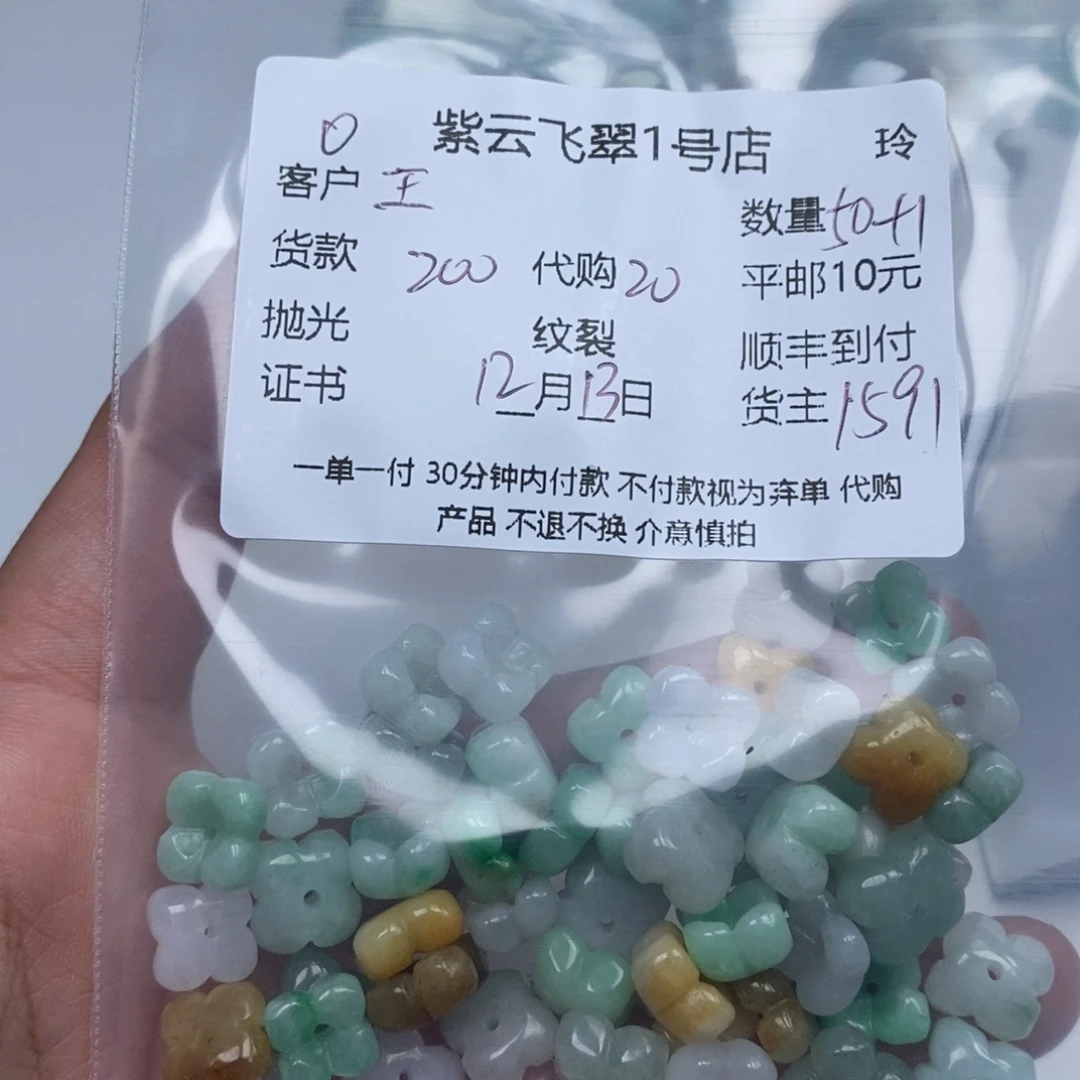 紫云飞翠1号店 玲
客户 王 数量 50+1
货款 200 代购 20 平邮10元
抛光 纹裂 顺丰到付
证书 12月13日 货主 1591
一单一付 30分钟内付款 不付款视为弃单 代购
产品 不退不换 介意慎拍